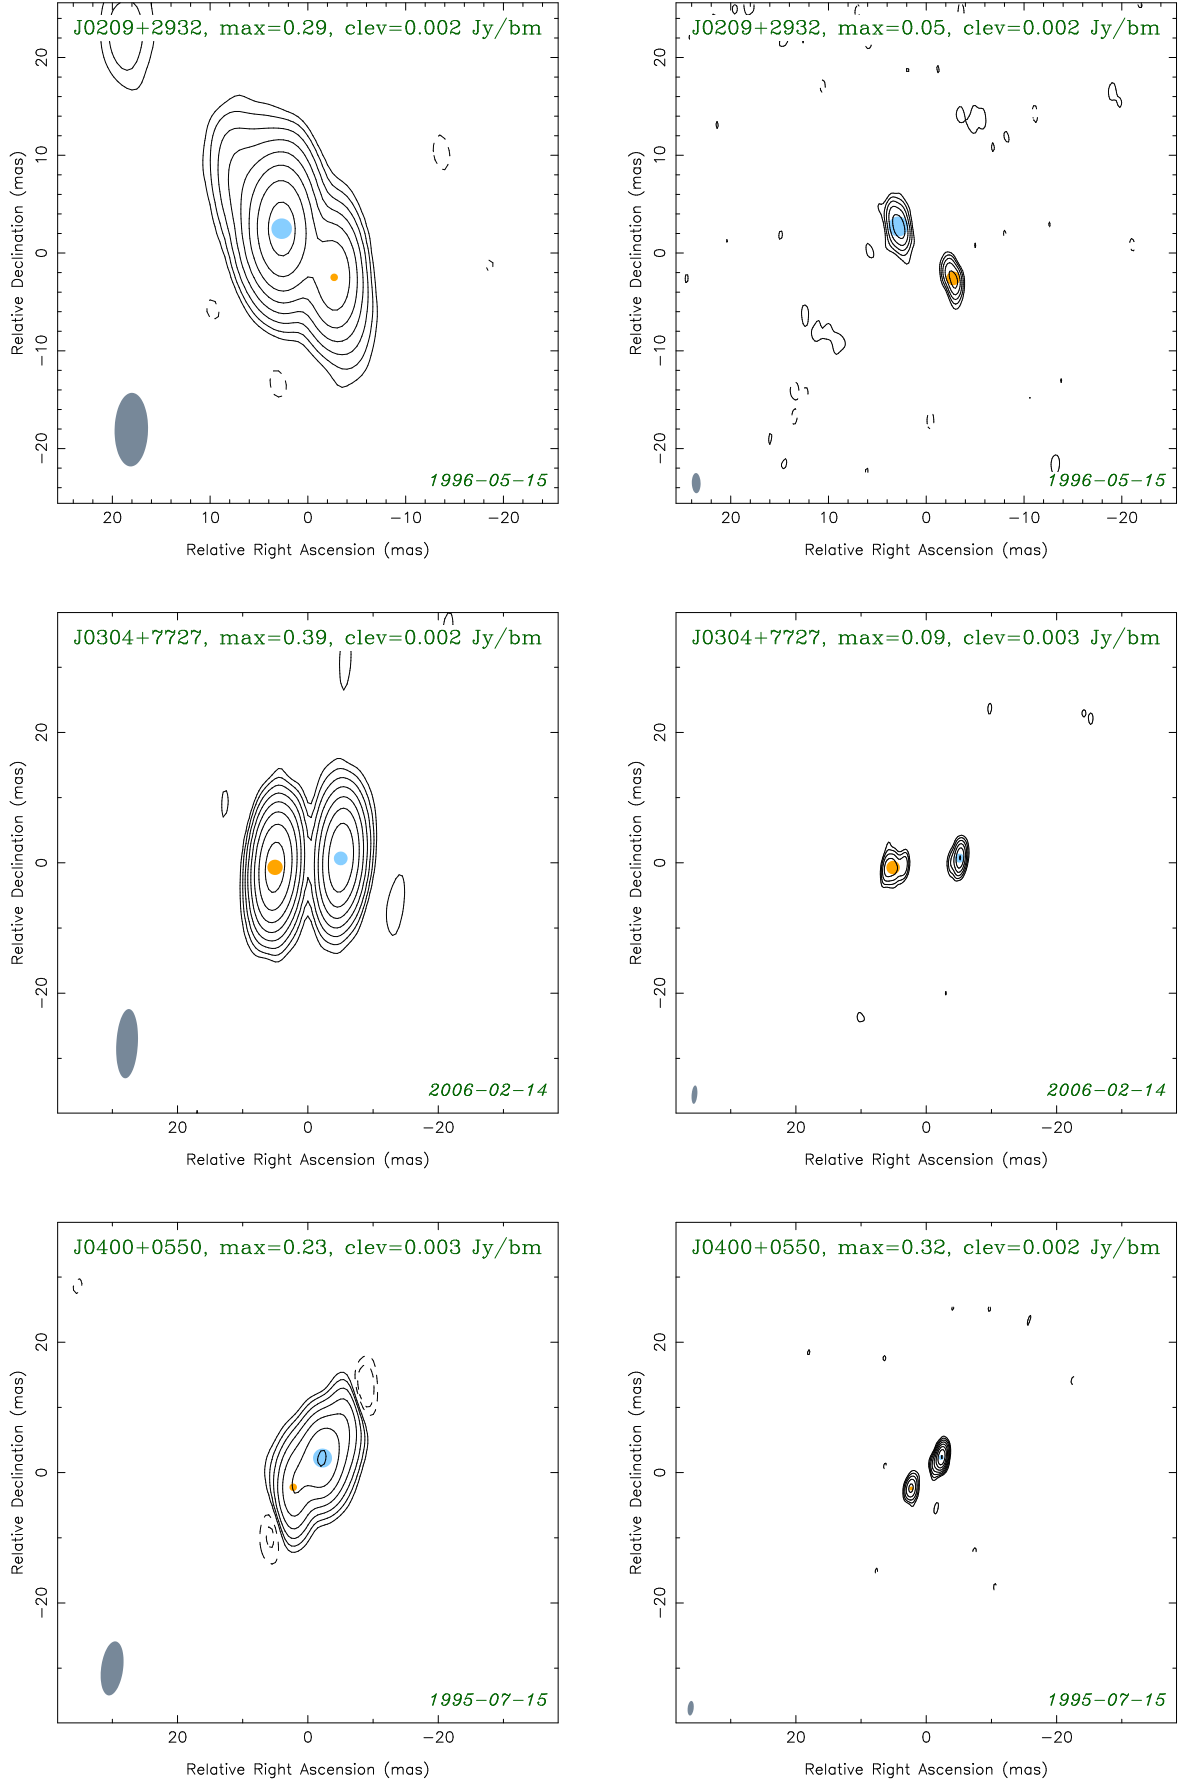 J0209+2932, max=0.29, clev=0.002 Jy/bm
Relative Declination (mas)
20
10
0
−10
−20
1996−05−15
20 10 0 −10 −20
Relative Right Ascension (mas)
J0209+2932, max=0.05, clev=0.002 Jy/bm
Relative Declination (mas)
20
10
0
−10
−20
1996−05−15
20 10 0 −10 −20
Relative Right Ascension (mas)
J0304+7727, max=0.39, clev=0.002 Jy/bm
Relative Declination (mas)
20
0
−20
2006−02−14
20 0 −20
Relative Right Ascension (mas)
J0304+7727, max=0.09, clev=0.003 Jy/bm
Relative Declination (mas)
20
0
−20
2006−02−14
20 0 −20
Relative Right Ascension (mas)
J0400+0550, max=0.23, clev=0.003 Jy/bm
Relative Declination (mas)
20
0
−20
1995−07−15
20 0 −20
Relative Right Ascension (mas)
J0400+0550, max=0.32, clev=0.002 Jy/bm
Relative Declination (mas)
20
0
−20
1995−07−15
20 0 −20
Relative Right Ascension (mas)